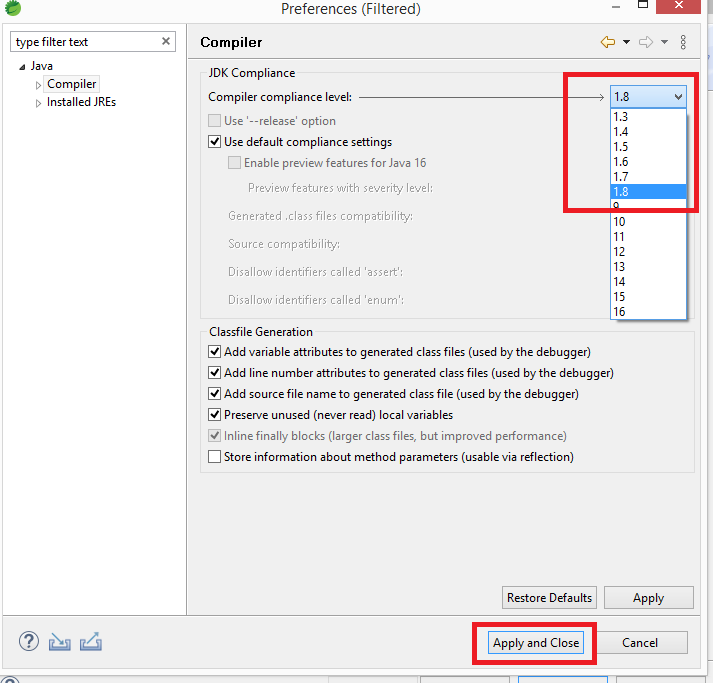 Preferences (Filtered)
type filter text
Java
Compiler
Installed JREs
Compiler
JDK Compliance
Compiler compliance level:
1.8
Use '--release' option
Use default compliance settings
Enable preview features for Java 16
Preview features with severity level:
Generated .class files compatibility:
Source compatibility:
Disallow identifiers called 'assert':
Disallow identifiers called 'enum':
1.3
1.4
1.5
1.6
1.7
1.8
9
10
11
12
13
14
15
16
Classfile Generation
Add variable attributes to generated class files (used by the debugger)
Add line number attributes to generated class files (used by the debugger)
Add source file name to generated class file (used by the debugger)
Preserve unused (never read) local variables
Inline finally blocks (larger class files, but improved performance)
Store information about method parameters (usable via reflection)
Restore Defaults
Apply
?
Apply and Close
Cancel